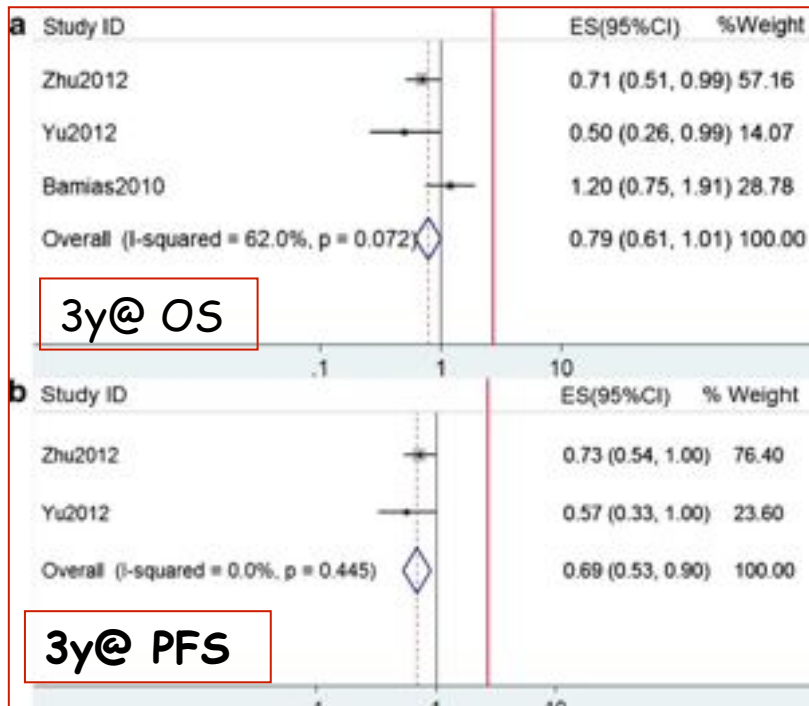 a Study ID ES(95%CI) %Weight
Zhu2012 0.71 (0.51, 0.99) 57.16
Yu2012 0.50 (0.26, 0.99) 14.07
Bamias2010 1.20 (0.75, 1.91) 28.78
Overall (I-squared = 62.0%, p = 0.072) 0.79 (0.61, 1.01) 100.00
3y@ OS
.1 1 10
b Study ID ES(95%CI) % Weight
Zhu2012 0.73 (0.54, 1.00) 76.40
Yu2012 0.57 (0.33, 1.00) 23.60
Overall (I-squared = 0.0%, p = 0.445) 0.69 (0.53, 0.90) 100.00
3y@ PFS